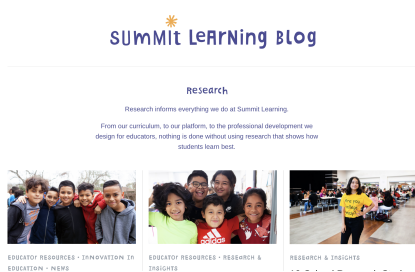 Summit Learning Blog
Research
Research informs everything we do at Summit Learning.
From our curriculum, to our platform, to the professional development we
design for educators, nothing is done without using research that shows how
students learn best.
EDUCATOR RESOURCES • INNOVATION IN
EDUCATION • NEWS
EDUCATOR RESOURCES • RESEARCH &
INSIGHTS
RESEARCH & INSIGHTS
adidas